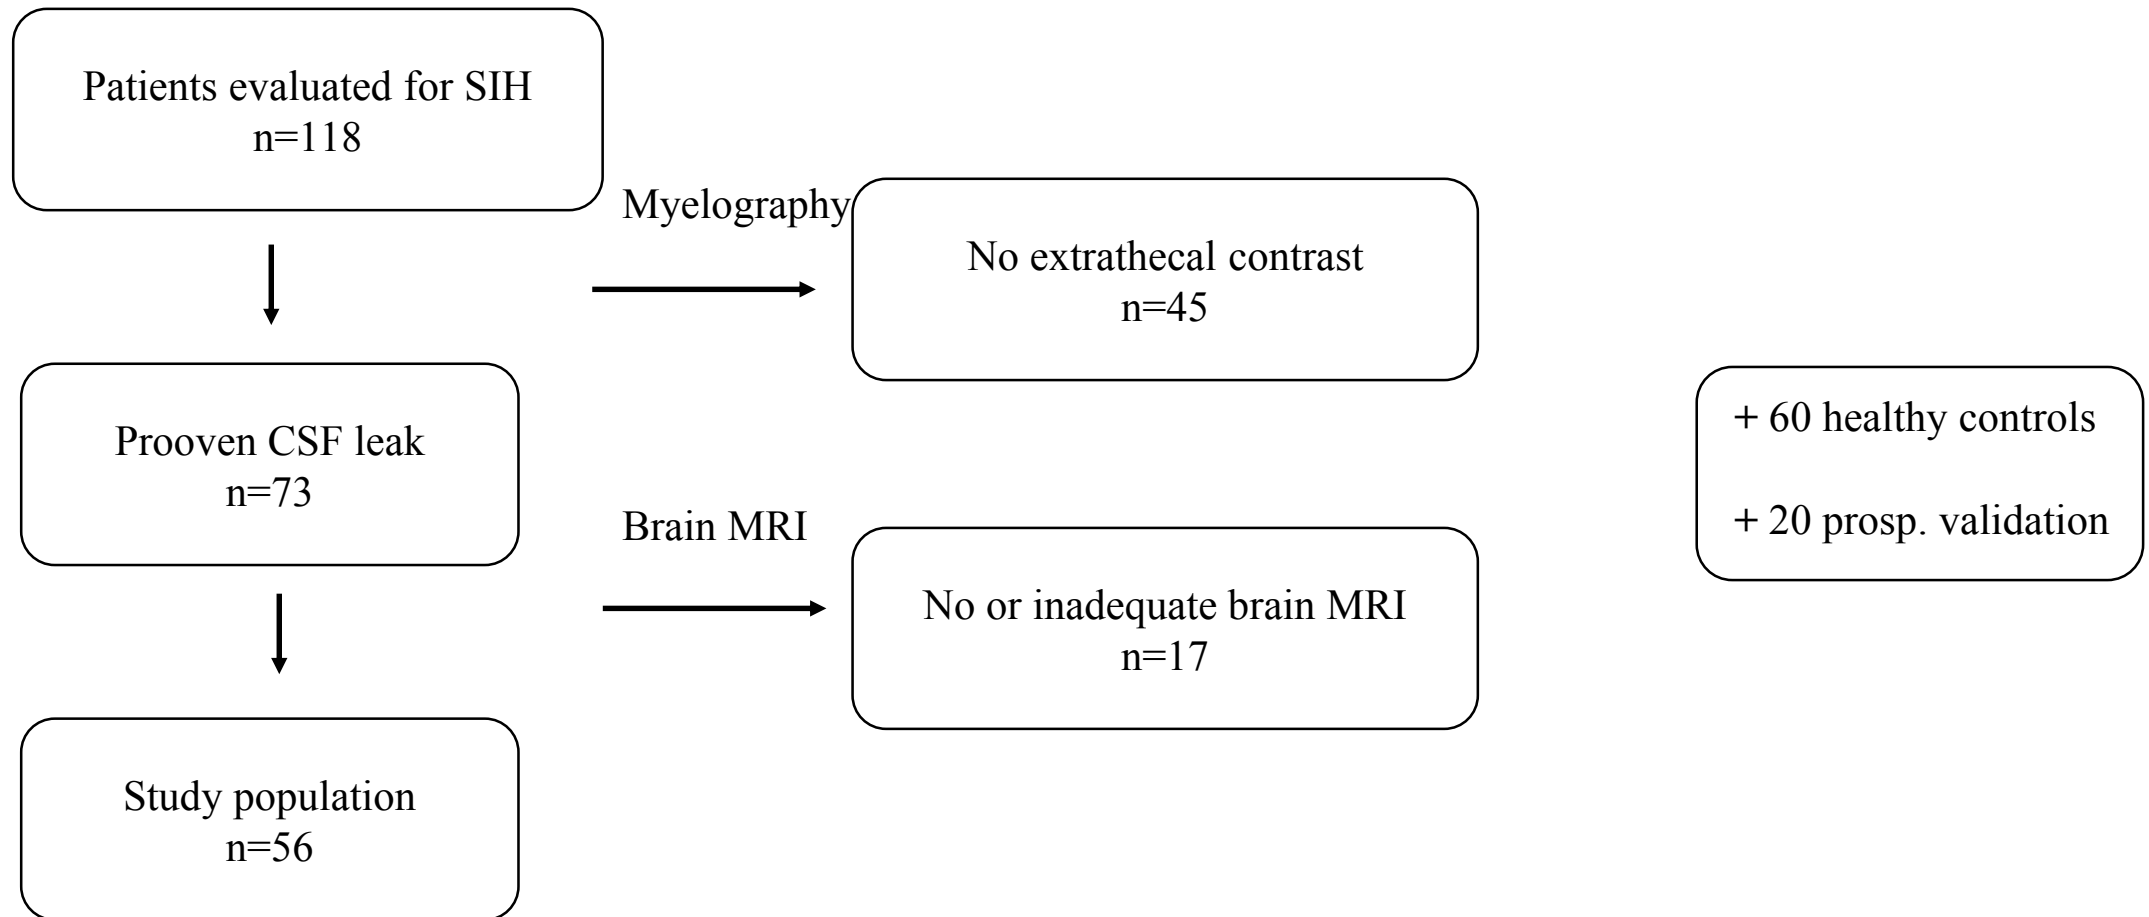 Patients evaluated for SIH
n=118
Myelography
No extrathecal contrast
n=45
Prooven CSF leak
n=73
Brain MRI
No or inadequate brain MRI
n=17
Study population
n=56
+ 60 healthy controls
+ 20 prosp. validation